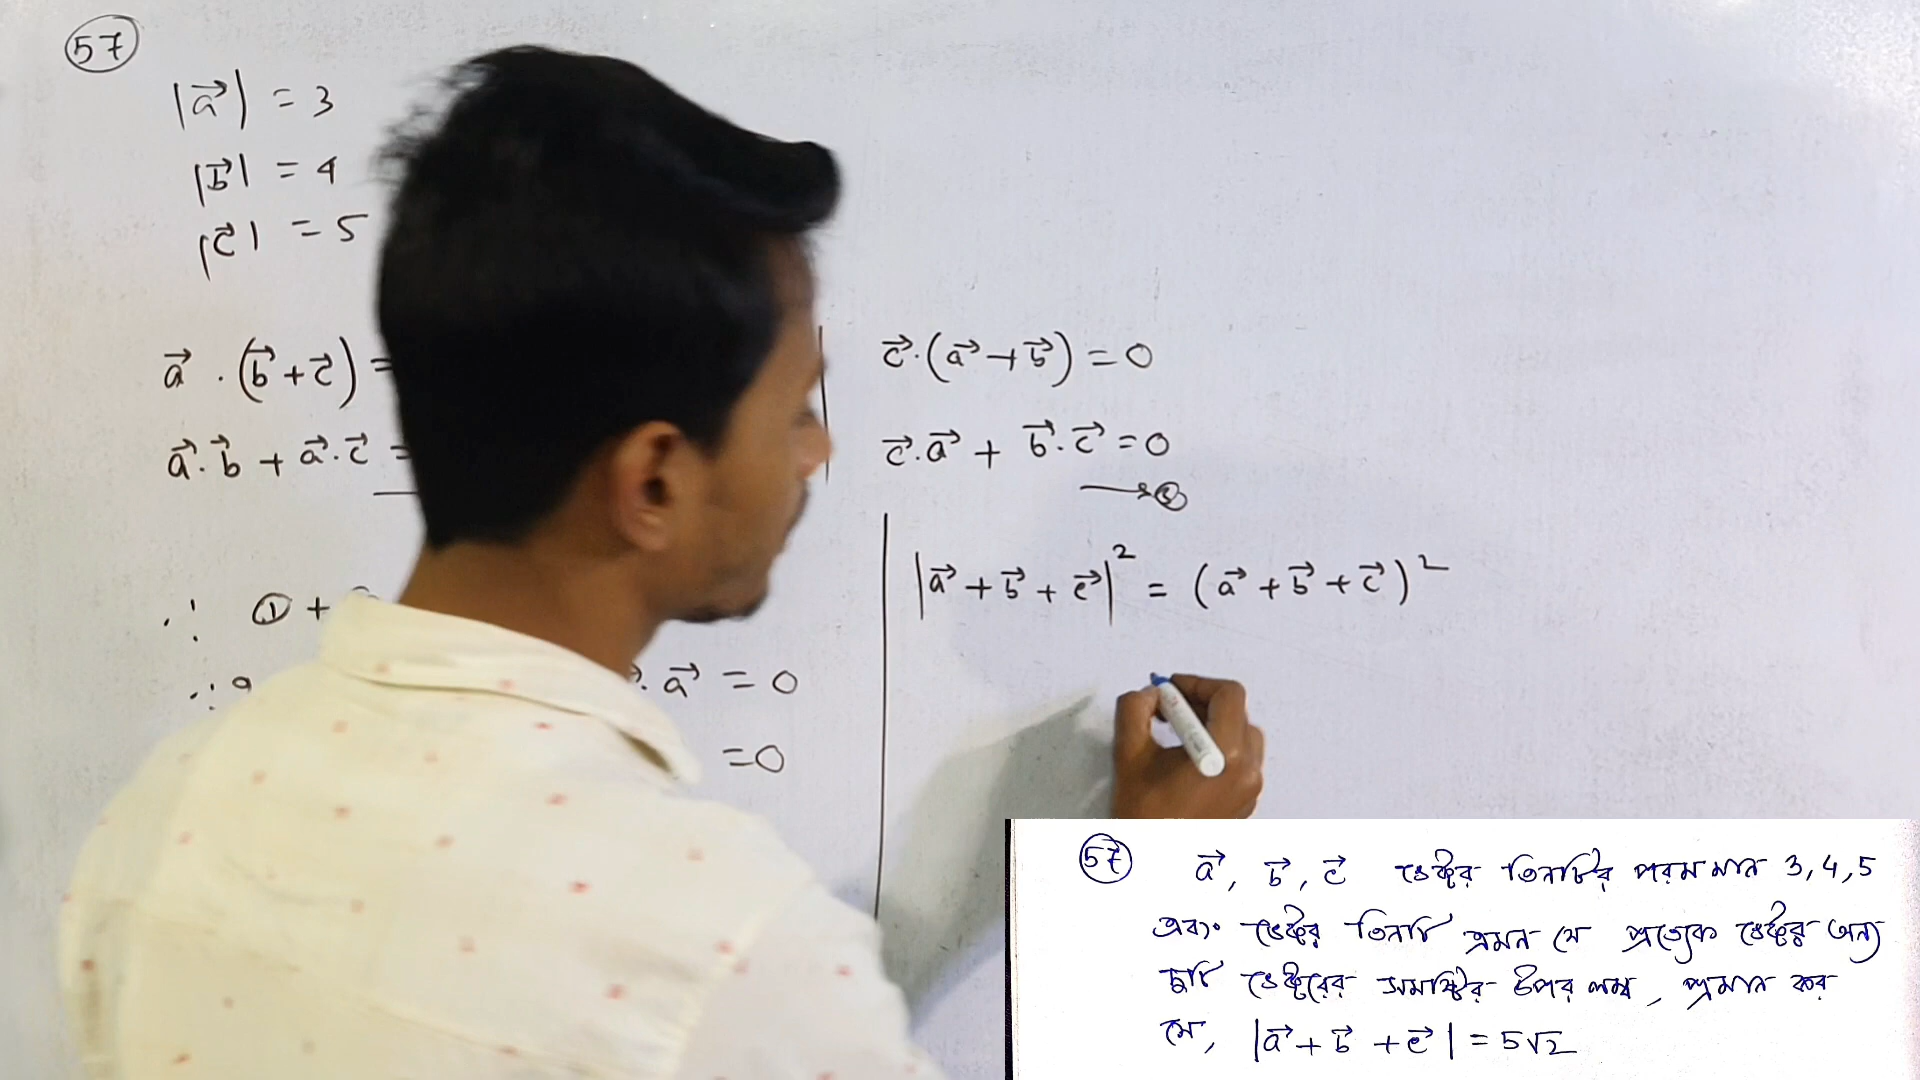 57
|a⃗| = 3
|b⃗| = 4
|c⃗| = 5
a⃗ . (b⃗ + c⃗) =
a⃗ . b⃗ + a⃗ . c⃗ =
c⃗ . (a⃗ + b⃗) = 0
c⃗ . a⃗ + b⃗ . c⃗ = 0
→ ③
∴ ① +
. a⃗ = 0
= 0
|a⃗ + b⃗ + c⃗|² = (a⃗ + b⃗ + c⃗)²
57 a⃗, b⃗, c⃗ ভেক্টর তিনটির পরম মান 3, 4, 5
এবং ভেক্টর তিনটি এমন যে প্রত্যেক ভেক্টর অন্য
দুটি ভেক্টরের সমষ্টির উপর লম্ব, প্রমান কর
যে, |a⃗ + b⃗ + c⃗| = 5√2